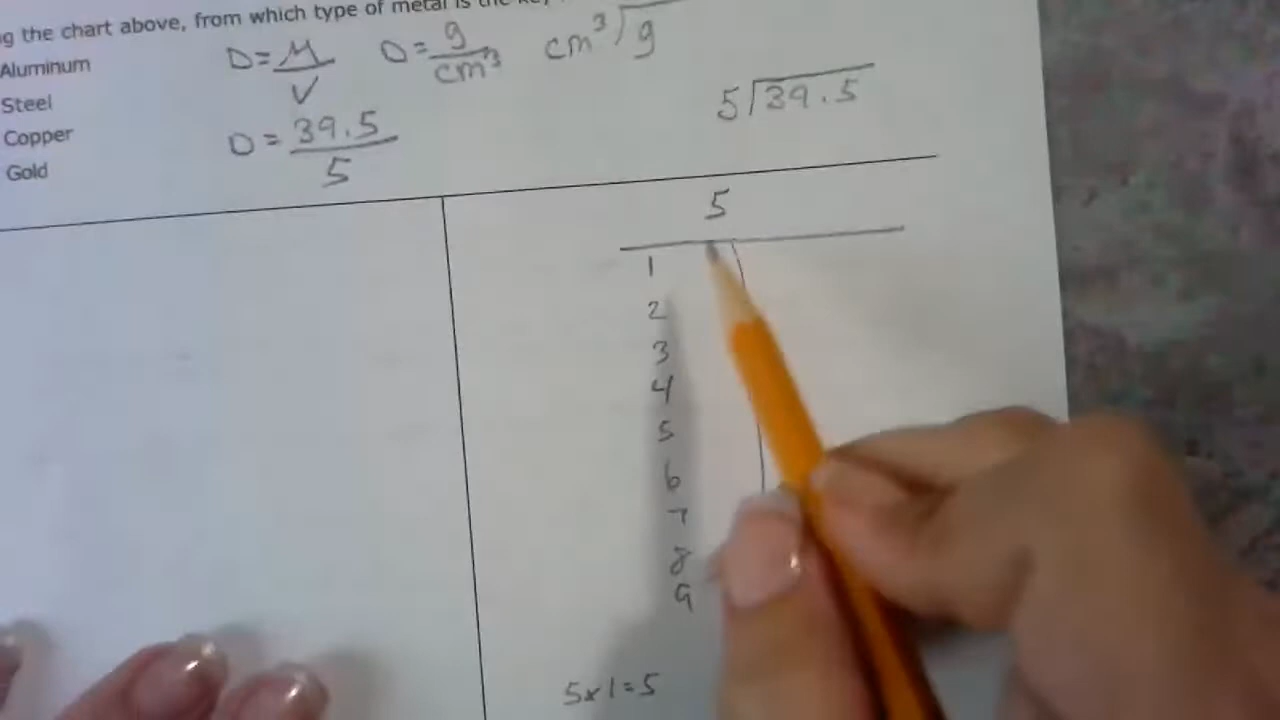 g the chart above, from which type of metal is the
Aluminum
Steel
Copper
Gold
D = M / V
D = g / cm³
cm³⟌g
D = 39.5 / 5
5⟌39.5
5
1
2
3
4
5
6
7
8
9
5x1=5